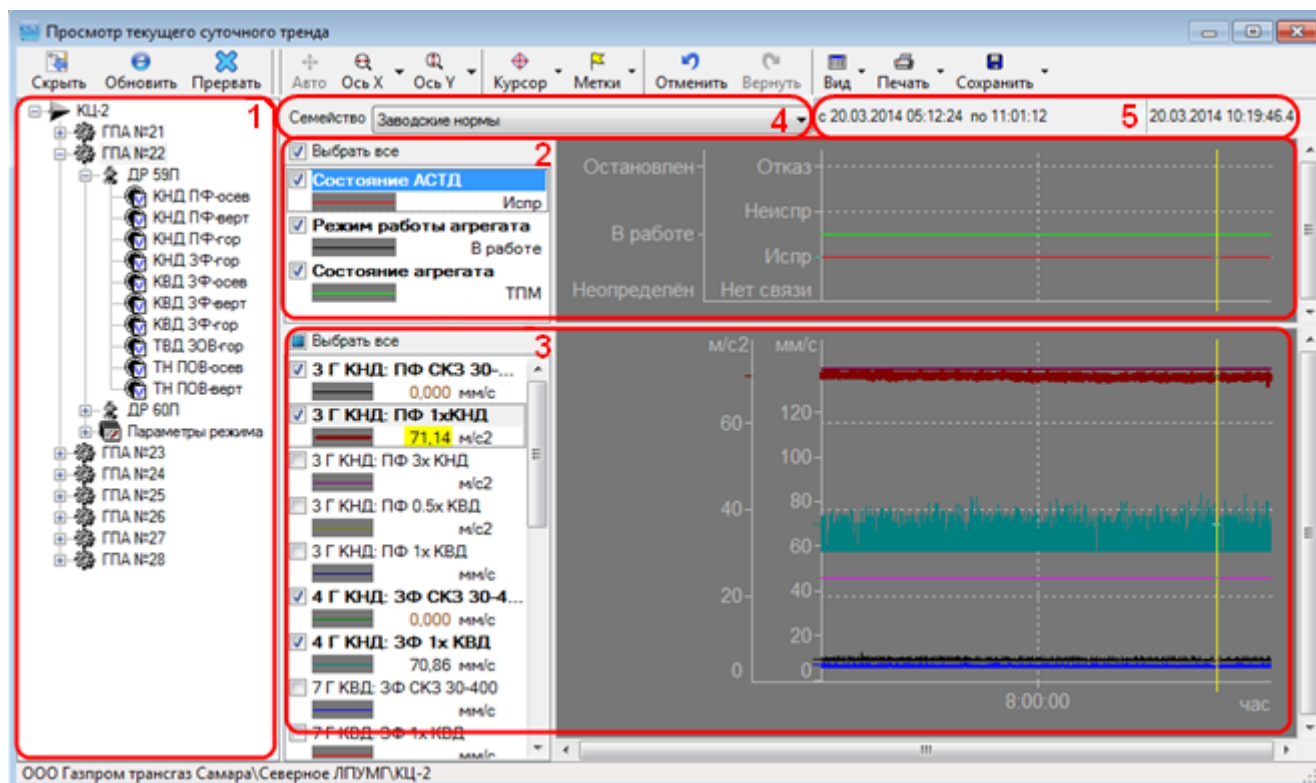 Просмотр текущего суточного тренда
Скрыть Обновить Прервать Авто Ось X Ось Y Курсор Метки Отменить Вернуть Вид Печать Сохранить
1
КЦ-2
ГПА №21
ГПА №22
ДР 59П
КНД ПФ-осев
КНД ПФ-верт
КНД ПФ-гор
КНД ЗФ-гор
КВД ЗФ-осев
КВД ЗФ-верт
КВД ЗФ-гор
ТВД ЗОВ-гор
ТН ПОВ-осев
ТН ПОВ-верт
ДР 60П
Параметры режима
ГПА №23
ГПА №24
ГПА №25
ГПА №26
ГПА №27
ГПА №28
Семейство Заводские нормы 4
с 20.03.2014 05:12:24 по 11:01:12 5 20.03.2014 10:19:46.4
Выбрать все 2
Состояние АСТД
Испр
Режим работы агрегата
В работе
Состояние агрегата
ТПМ
Остановлен Отказ
Неиспр
В работе
Испр
Неопределён Нет связи
Выбрать все 3
3 Г КНД: ПФ СКЗ 30-...
0,000 мм/с
3 Г КНД: ПФ 1хКНД
71,14 м/с2
3 Г КНД: ПФ 3х КНД
м/с2
3 Г КНД: ПФ 0.5х КВД
м/с2
3 Г КНД: ПФ 1х КВД
мм/с
4 Г КНД: ЗФ СКЗ 30-4...
0,000 мм/с
4 Г КНД: ЗФ 1х КВД
70,86 мм/с
7 Г КВД: ЗФ СКЗ 30-400
мм/с
7 Г КВД: ЗФ 1х КВД
мм/с
м/с2 мм/с
120
60
100
80
40
60
40
20
20
0 0
8:00:00 час
ООО Газпром трансгаз Самара\Северное ЛПУМГ\КЦ-2